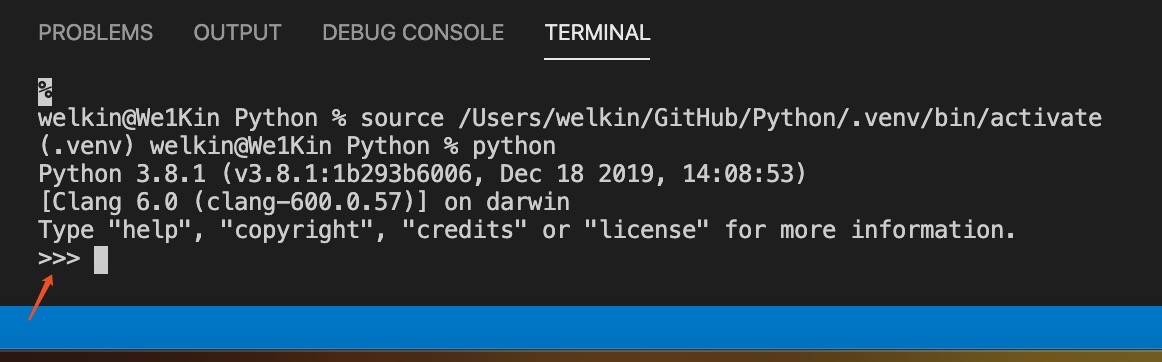 PROBLEMS OUTPUT DEBUG CONSOLE TERMINAL
%
welkin@We1Kin Python % source /Users/welkin/GitHub/Python/.venv/bin/activate
(.venv) welkin@We1Kin Python % python
Python 3.8.1 (v3.8.1:1b293b6006, Dec 18 2019, 14:08:53)
[Clang 6.0 (clang-600.0.57)] on darwin
Type "help", "copyright", "credits" or "license" for more information.
>>>